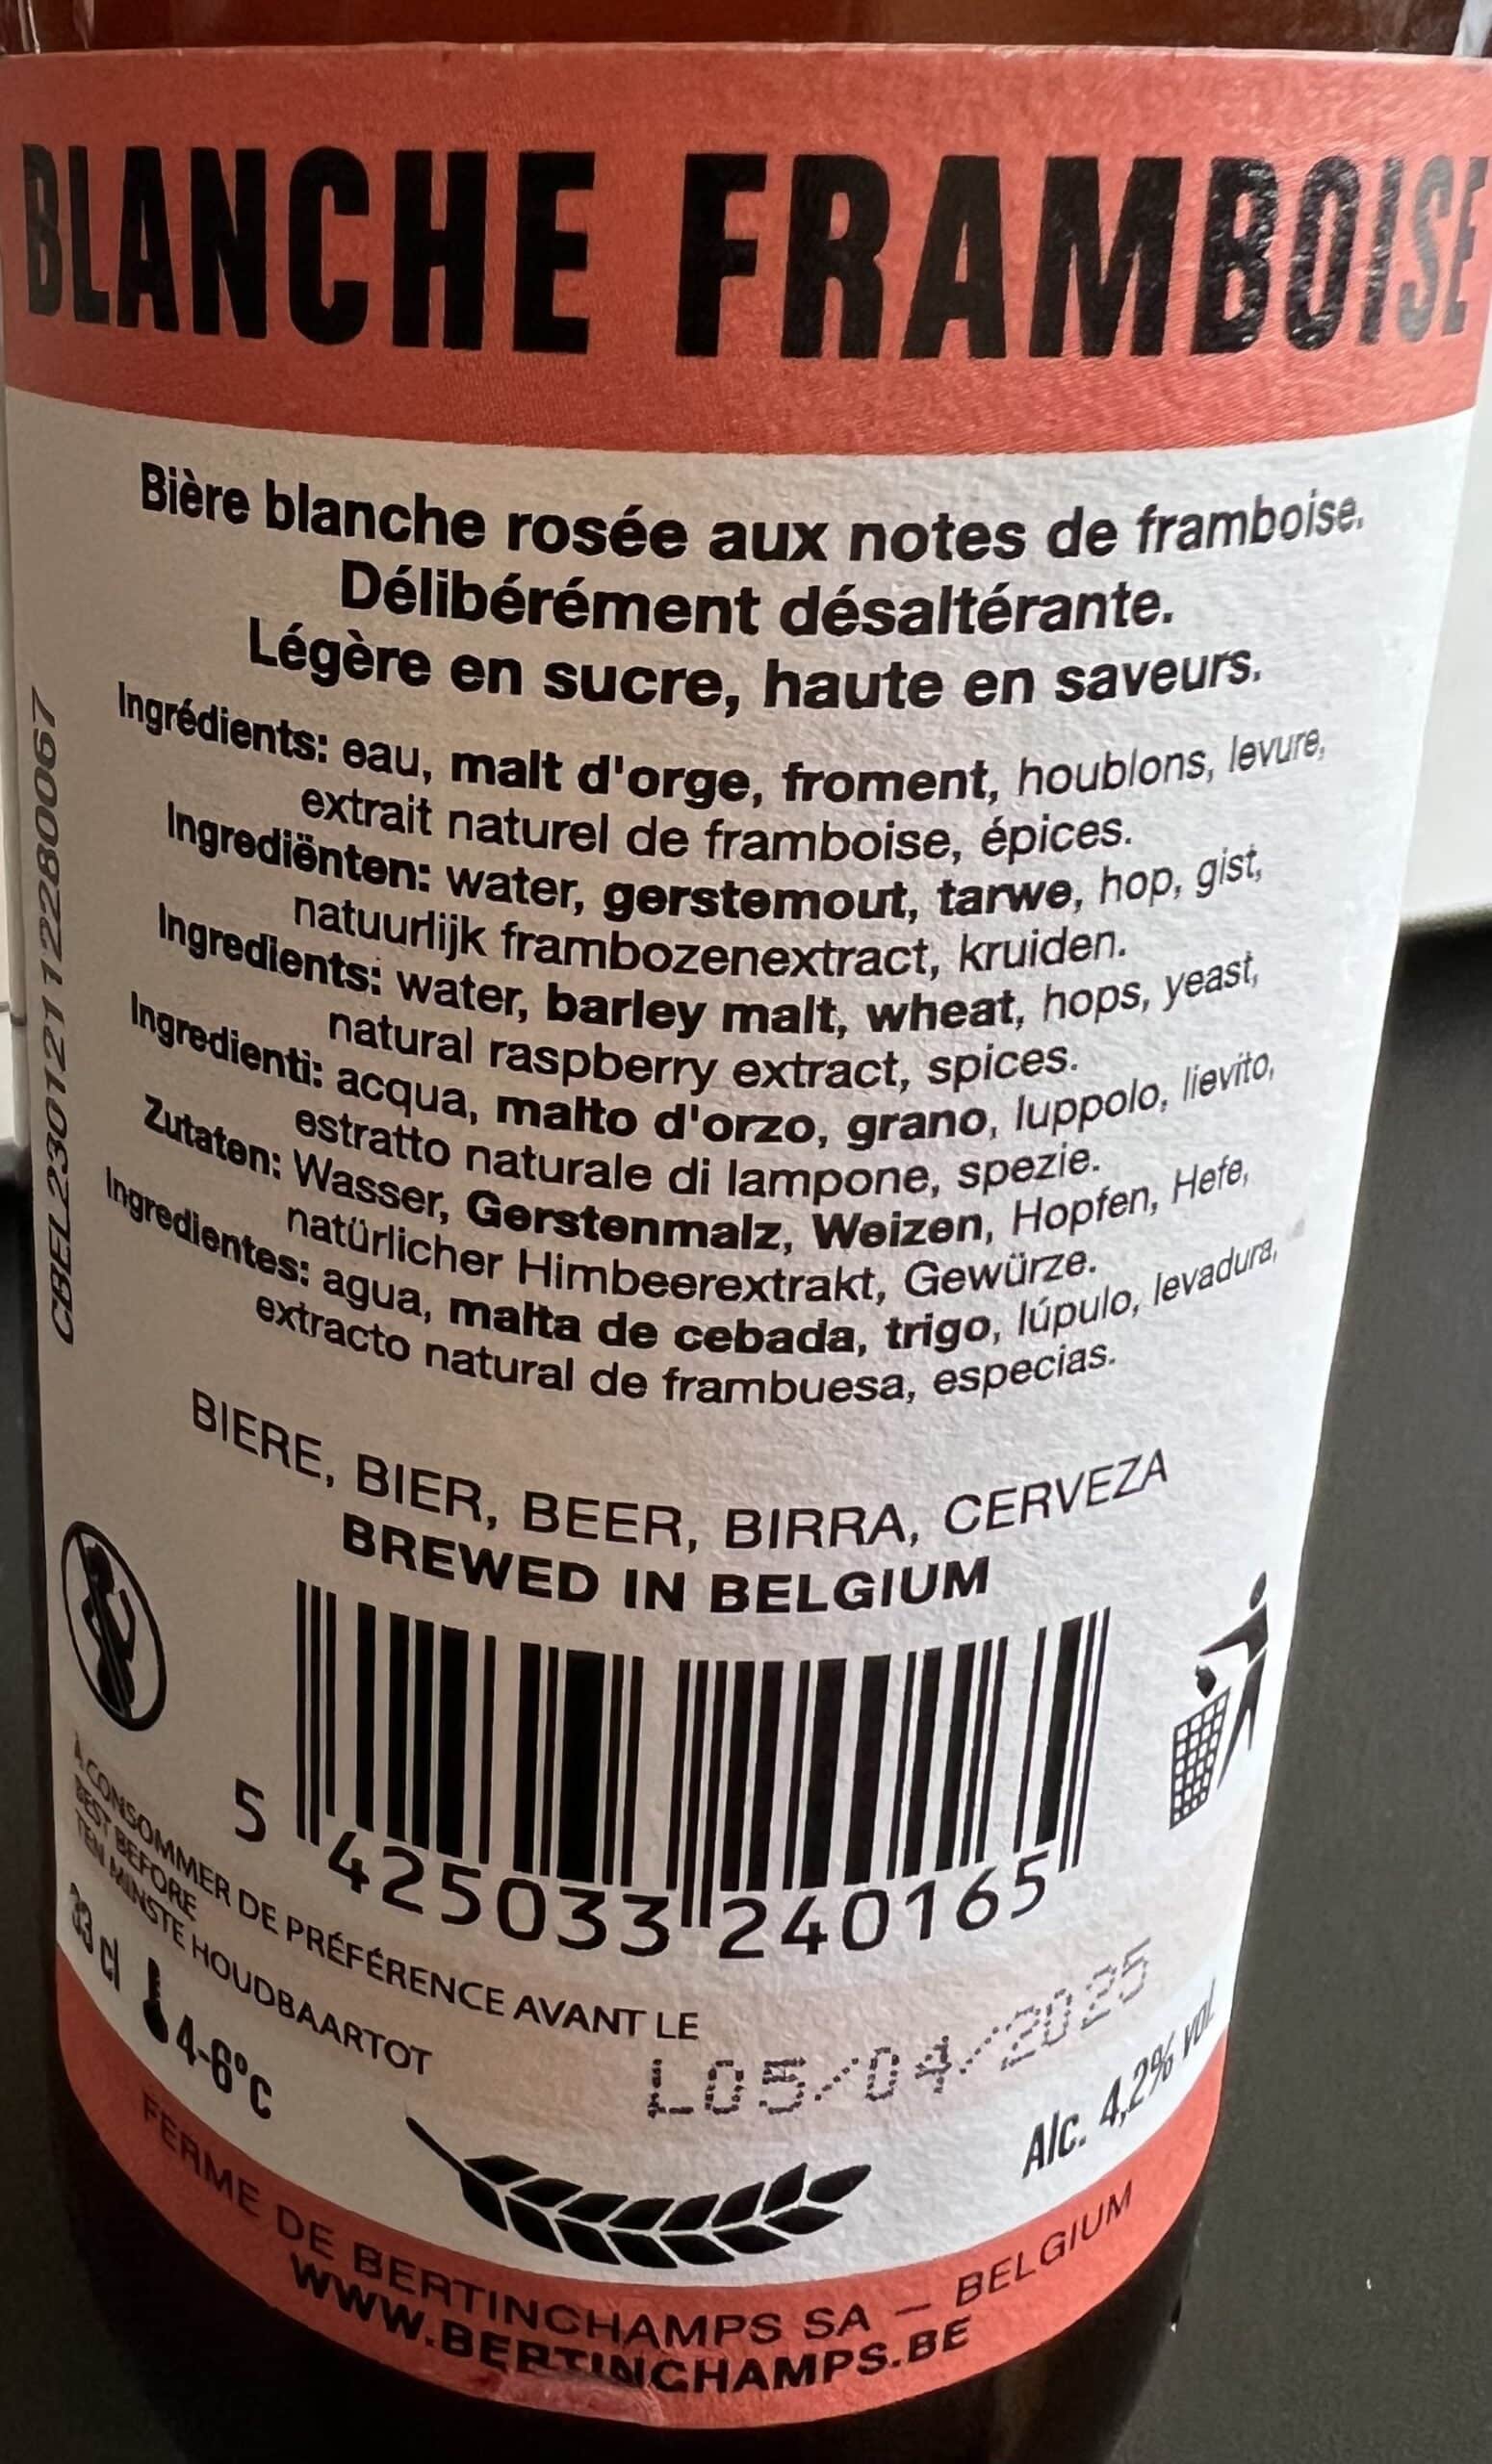 BLANCHE FRAMBOISE
Bière blanche rosée aux notes de framboise.
Délibérément désaltérante.
Légère en sucre, haute en saveurs.
Ingrédients: eau, malt d'orge, froment, houblons, levure,
extrait naturel de framboise, épices.
Ingrediënten: water, gerstemout, tarwe, hop, gist,
natuurlijk frambozenextract, kruiden.
Ingredients: water, barley malt, wheat, hops, yeast,
natural raspberry extract, spices.
Ingredienti: acqua, malto d'orzo, grano, luppolo, lievito,
estratto naturale di lampone, spezie.
Zutaten: Wasser, Gerstenmalz, Weizen, Hopfen, Hefe,
natürlicher Himbeerextrakt, Gewürze.
Ingredientes: agua, malta de cebada, trigo, lúpulo, levadura,
extracto natural de frambuesa, especias.
CBEL230121112280067
BIERE, BIER, BEER, BIRRA, CERVEZA
BREWED IN BELGIUM
5 425033 240165
À CONSOMMER DE PRÉFÉRENCE AVANT LE
BEST BEFORE
TEN MINSTE HOUDBAARTOT
L05/04/2025
33 cl 4-6°C
Alc. 4,2% vol.
FERME DE BERTINCHAMPS SA – BELGIUM
WWW.BERTINCHAMPS.BE